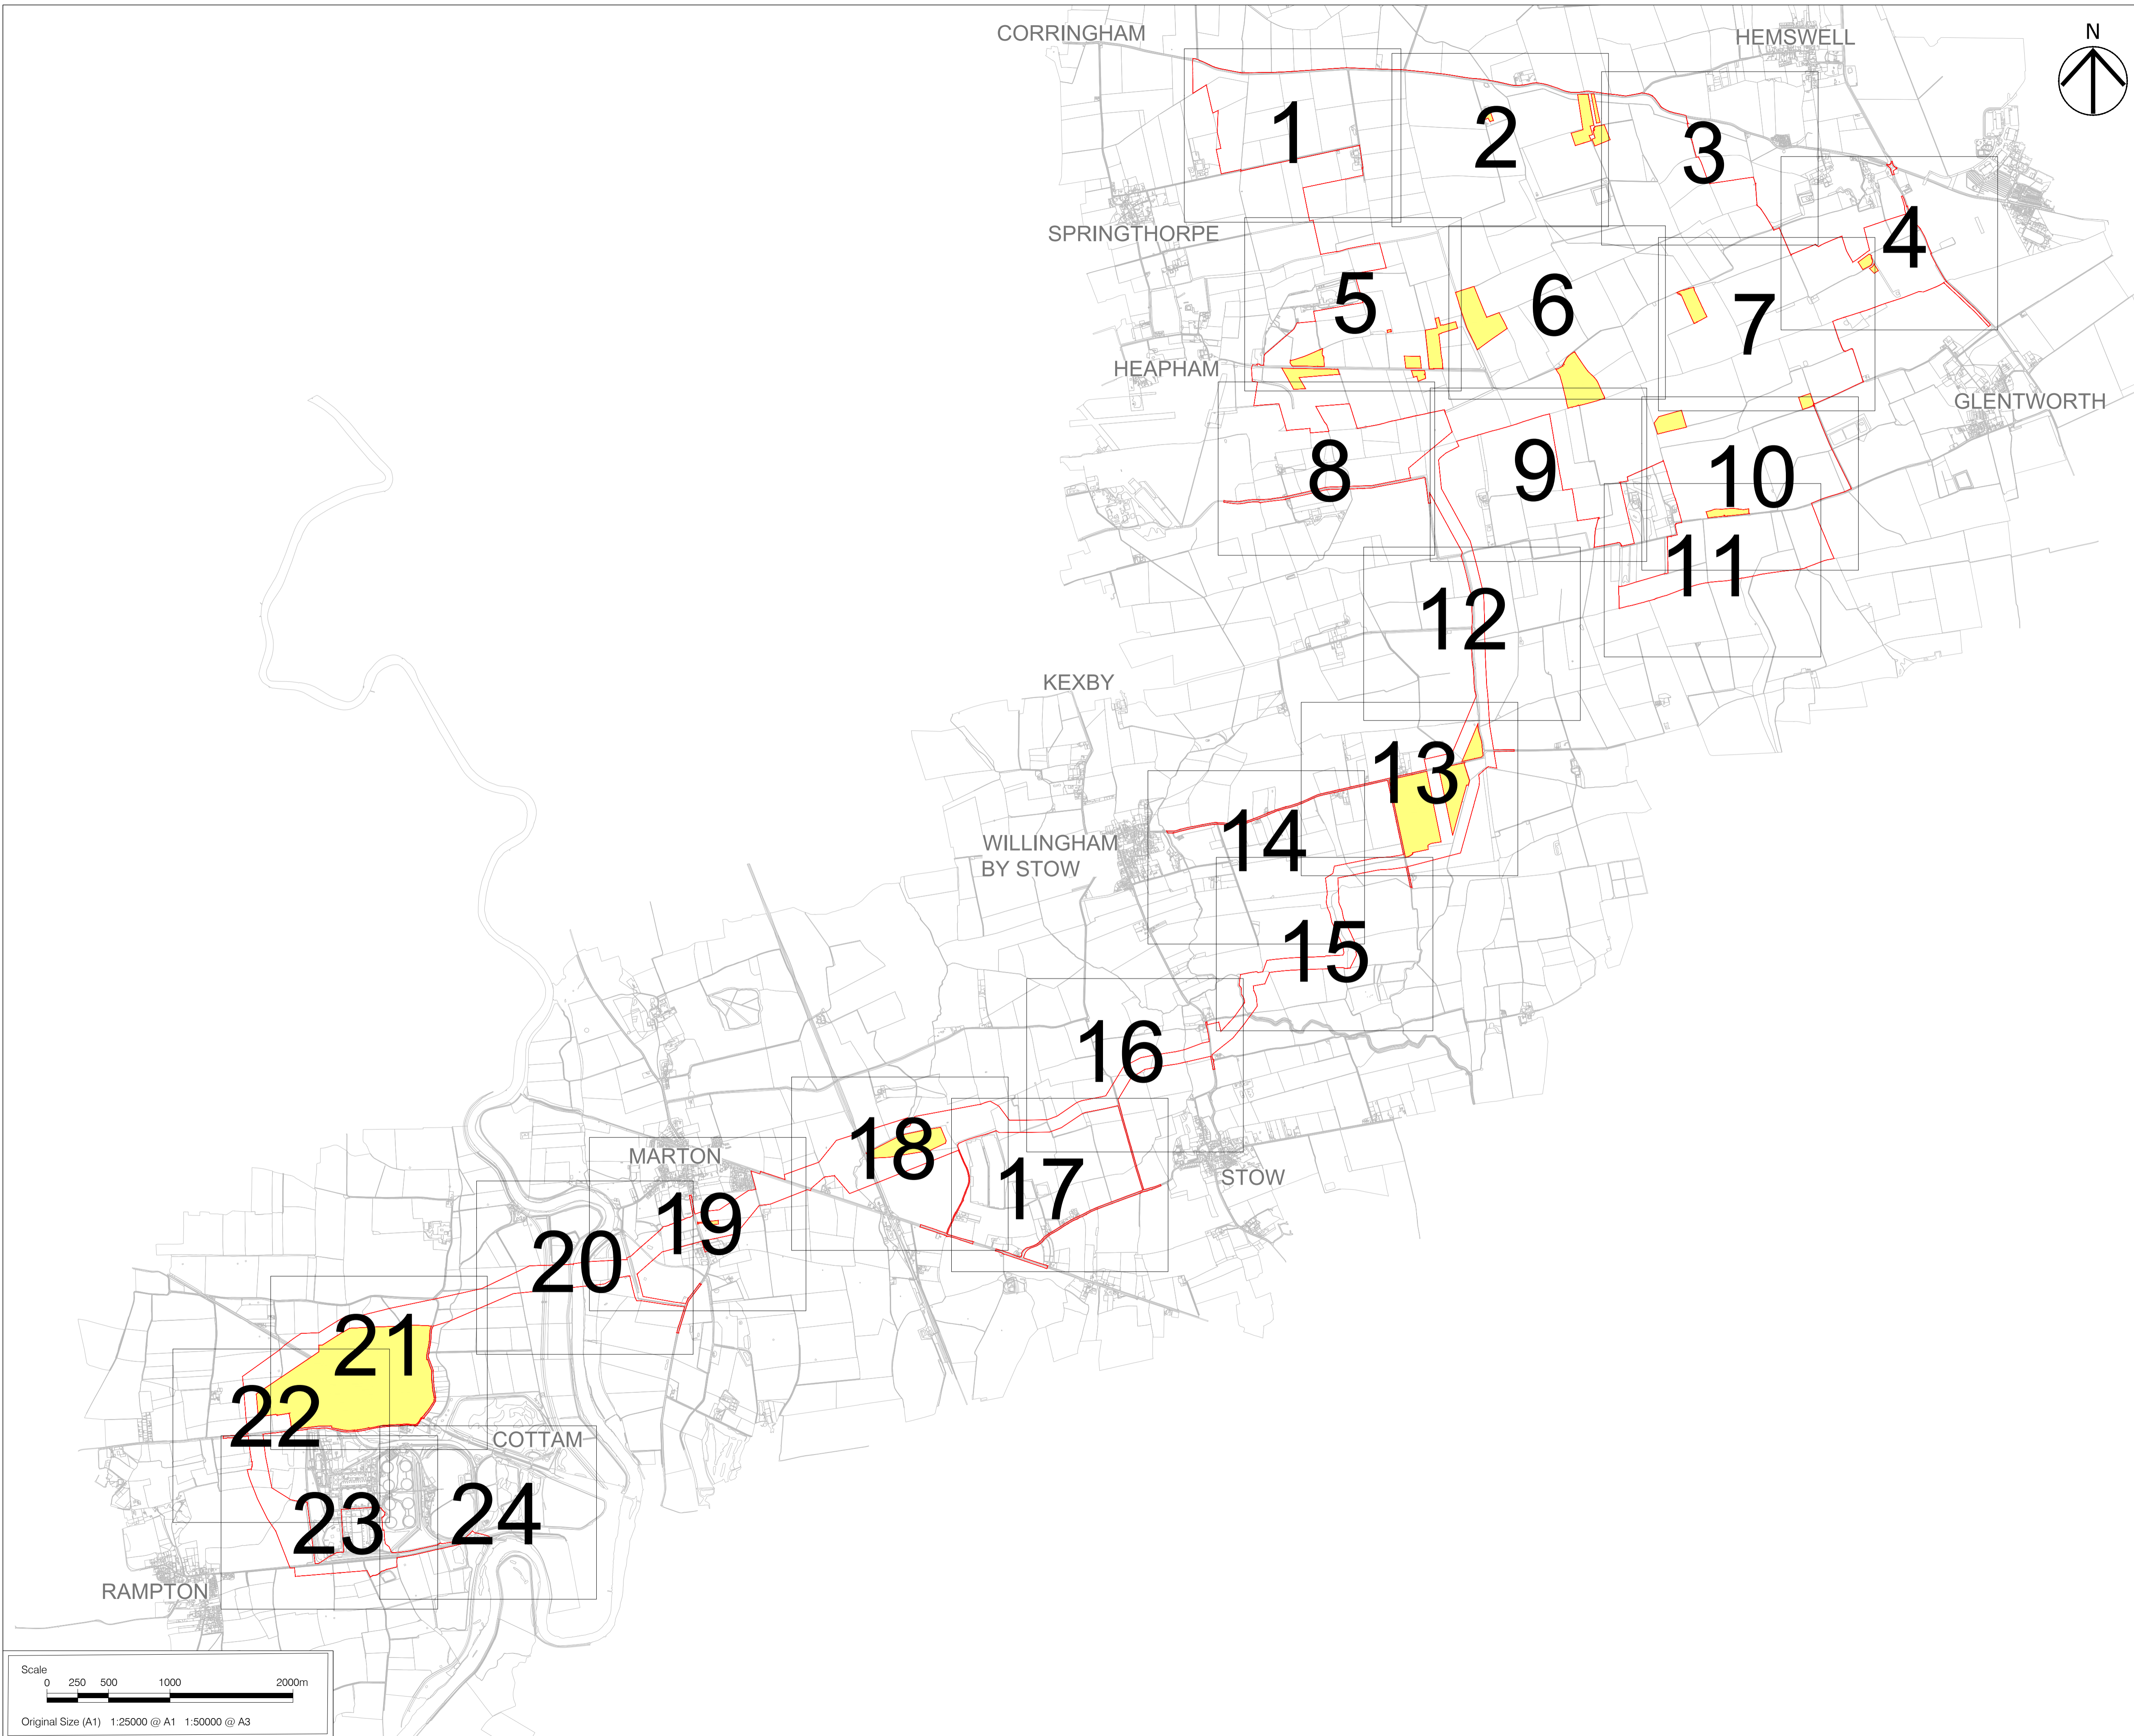 CORRINGHAM
HEMSWELL
N
1
2
3
4
SPRINGTHORPE
5
6
7
HEAPHAM
GLENTWORTH
8
9
10
11
12
KEXBY
13
14
WILLINGHAM
BY STOW
15
16
18
MARTON
17
STOW
19
20
21
22
COTTAM
23
24
RAMPTON
Scale
0 250 500 1000 2000m
Original Size (A1) 1:25000 @ A1 1:50000 @ A3